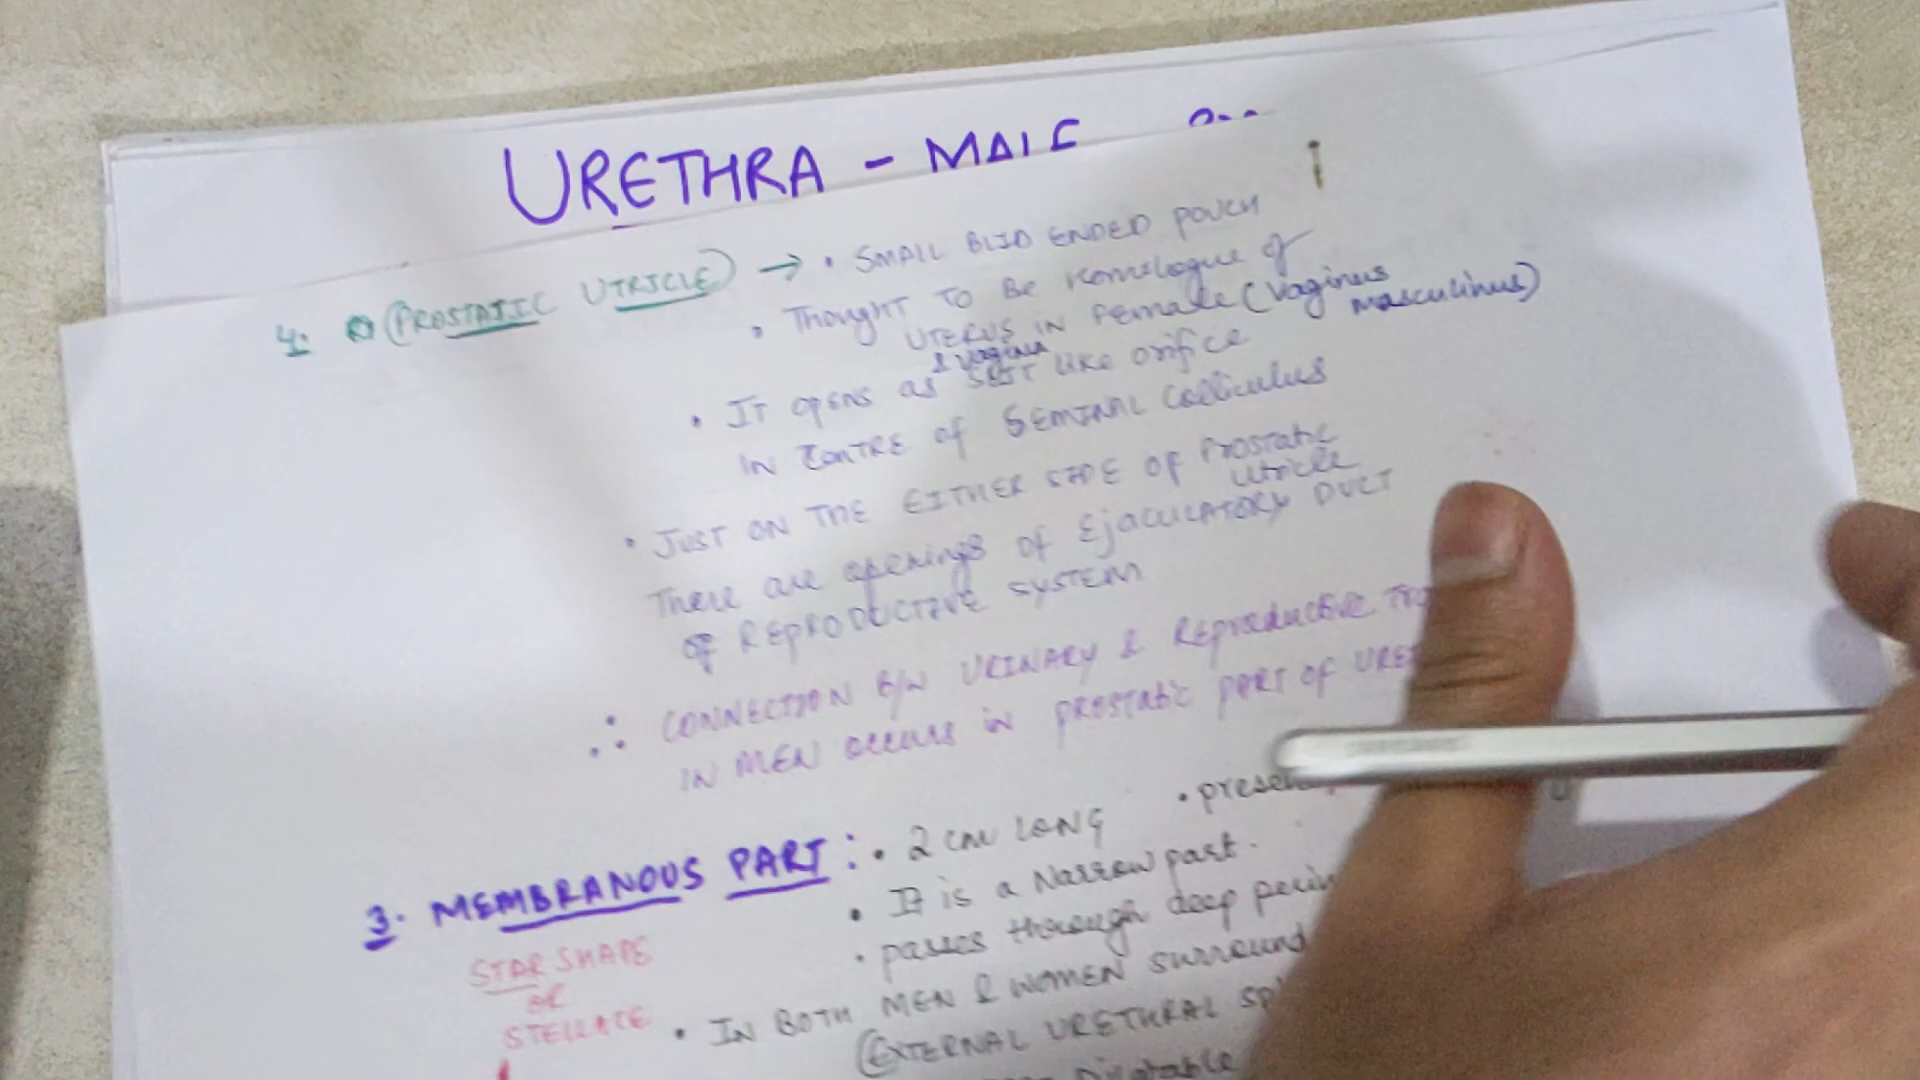 URETHRA - MALE
4. (PROSTATIC UTRICLE) → • SMALL BLID ENDED POUCH
• Thought TO BE Homologue of
UTERUS IN Female (Vaginus masculinus)
& vagina
• IT opens as SLIT LIKE orifice
IN CENTRE of SEMINAL Colliculus
• JUST ON THE EITHER SIDE OF Prostatic Utricle
There are openings OF EjACULATORY DUCT
OF REPRODUCTIVE SYSTEM
∴ CONNECTION B/W URINARY & REPRODUCTIVE
IN MEN occurs in PROSTATIC PART OF
3. MEMBRANOUS PART : • 2 cm LONG •
• It is a Narrow part.
• passes through deep
STAR SHAPE
OR
STELLATE
• IN BOTH MEN & WOMEN
(EXTERNAL URETHRAL
Dilatable